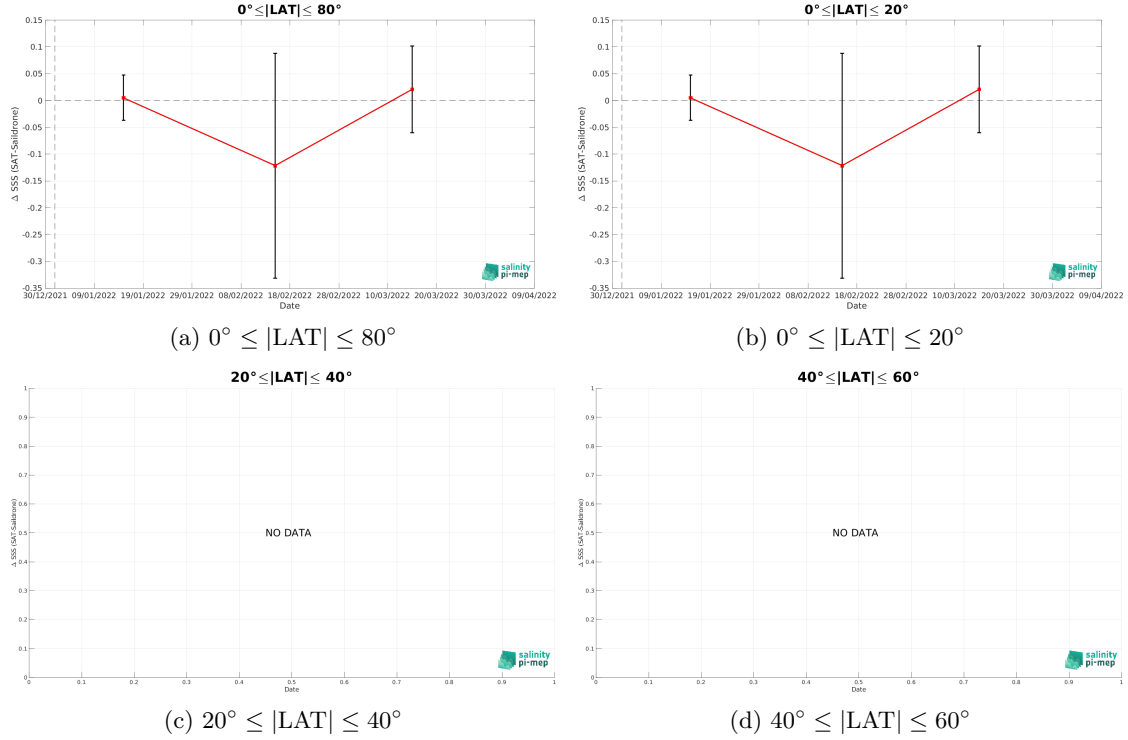 0°≤|LAT|≤ 80°
0.15
0.1
0.05
0
-0.05
-0.1
-0.15
-0.2
-0.25
-0.3
-0.35
Δ SSS (SAT-Saildrone)
30/12/2021 09/01/2022 19/01/2022 29/01/2022 08/02/2022 18/02/2022 28/02/2022 10/03/2022 20/03/2022 30/03/2022 09/04/2022
Date
salinity
pi-mep
(a) 0° ≤ |LAT| ≤ 80°
0°≤|LAT|≤ 20°
0.15
0.1
0.05
0
-0.05
-0.1
-0.15
-0.2
-0.25
-0.3
-0.35
Δ SSS (SAT-Saildrone)
30/12/2021 09/01/2022 19/01/2022 29/01/2022 08/02/2022 18/02/2022 28/02/2022 10/03/2022 20/03/2022 30/03/2022 09/04/2022
Date
salinity
pi-mep
(b) 0° ≤ |LAT| ≤ 20°
20°≤|LAT|≤ 40°
1
0.9
0.8
0.7
0.6
0.5
0.4
0.3
0.2
0.1
0
Δ SSS (SAT-Saildrone)
NO DATA
0 0.1 0.2 0.3 0.4 0.5 0.6 0.7 0.8 0.9 1
Date
salinity
pi-mep
(c) 20° ≤ |LAT| ≤ 40°
40°≤|LAT|≤ 60°
1
0.9
0.8
0.7
0.6
0.5
0.4
0.3
0.2
0.1
0
Δ SSS (SAT-Saildrone)
NO DATA
0 0.1 0.2 0.3 0.4 0.5 0.6 0.7 0.8 0.9 1
Date
salinity
pi-mep
(d) 40° ≤ |LAT| ≤ 60°